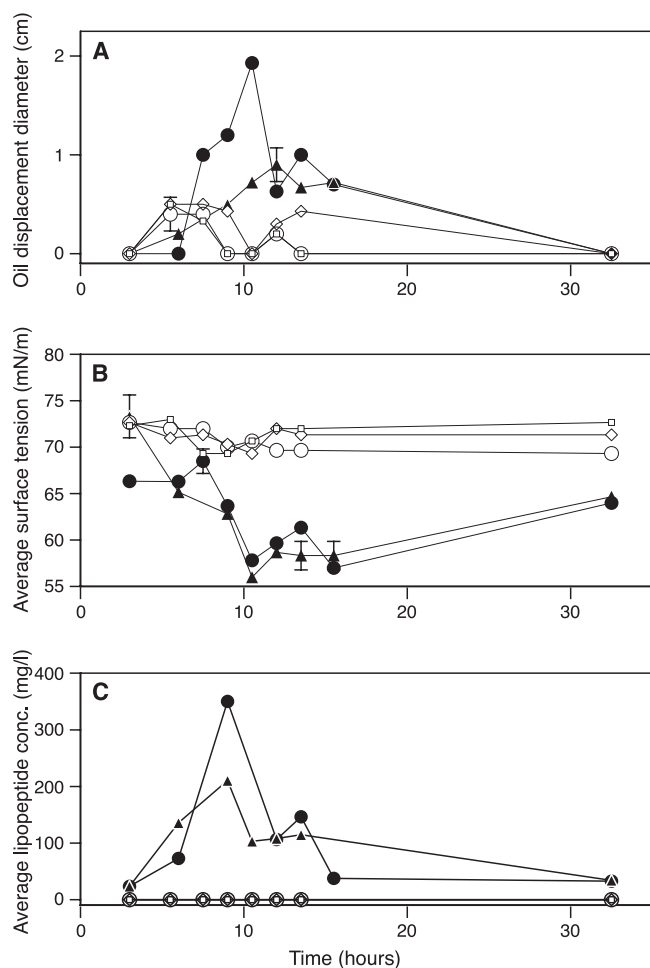 A
Oil displacement diameter (cm)
2
1
0
0 10 20 30
B
Average surface tension (mN/m)
80
75
70
65
60
55
0 10 20 30
C
Average lipopeptide conc. (mg/l)
400
300
200
100
0
0 10 20 30
Time (hours)